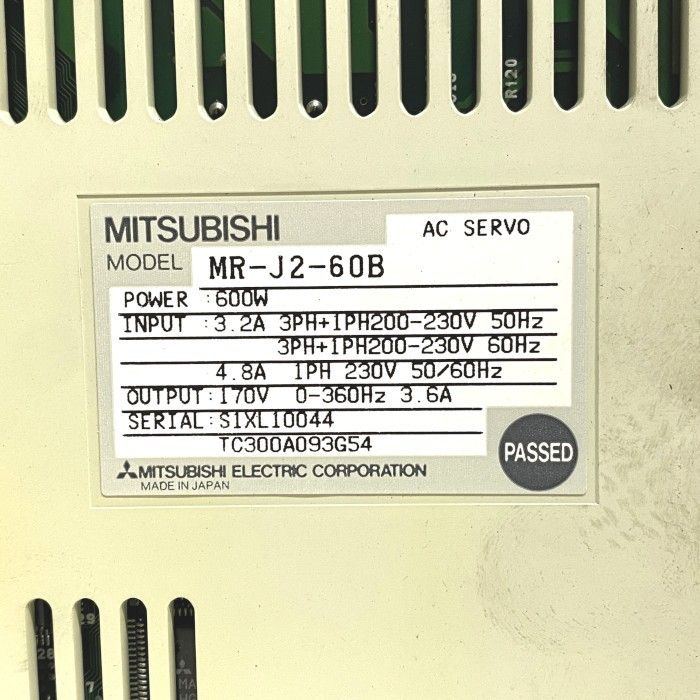 R120
MITSUBISHI
AC SERVO
MODEL MR-J2-60B
POWER :600W
INPUT :3.2A 3PH+1PH200-230V 50Hz
3PH+1PH200-230V 60Hz
4.8A 1PH 230V 50/60Hz
OUTPUT:170V 0-360Hz 3.6A
SERIAL:S1XL10044
TC300A093G54
PASSED
MITSUBISHI ELECTRIC CORPORATION
MADE IN JAPAN